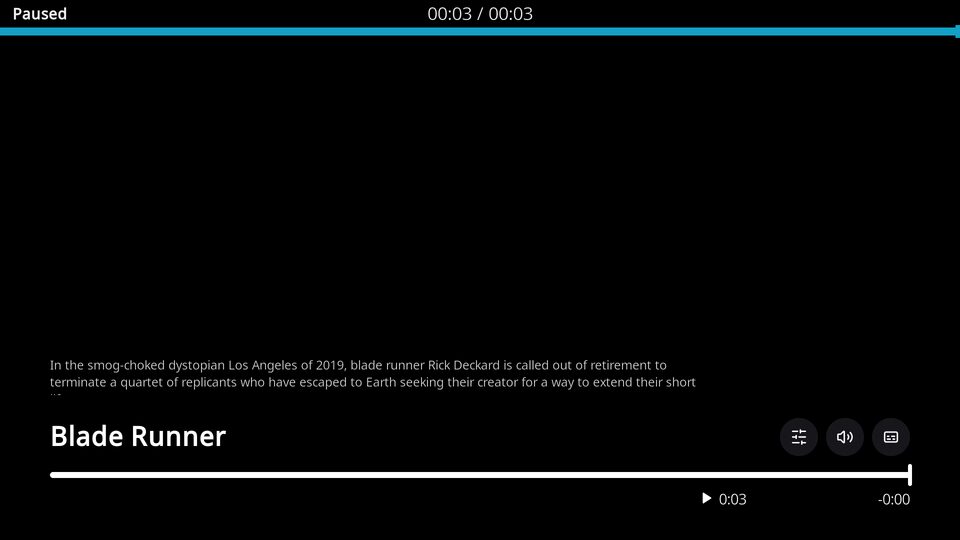 Paused
00:03 / 00:03
In the smog-choked dystopian Los Angeles of 2019, blade runner Rick Deckard is called out of retirement to
terminate a quartet of replicants who have escaped to Earth seeking their creator for a way to extend their short
Blade Runner
0:03
-0:00